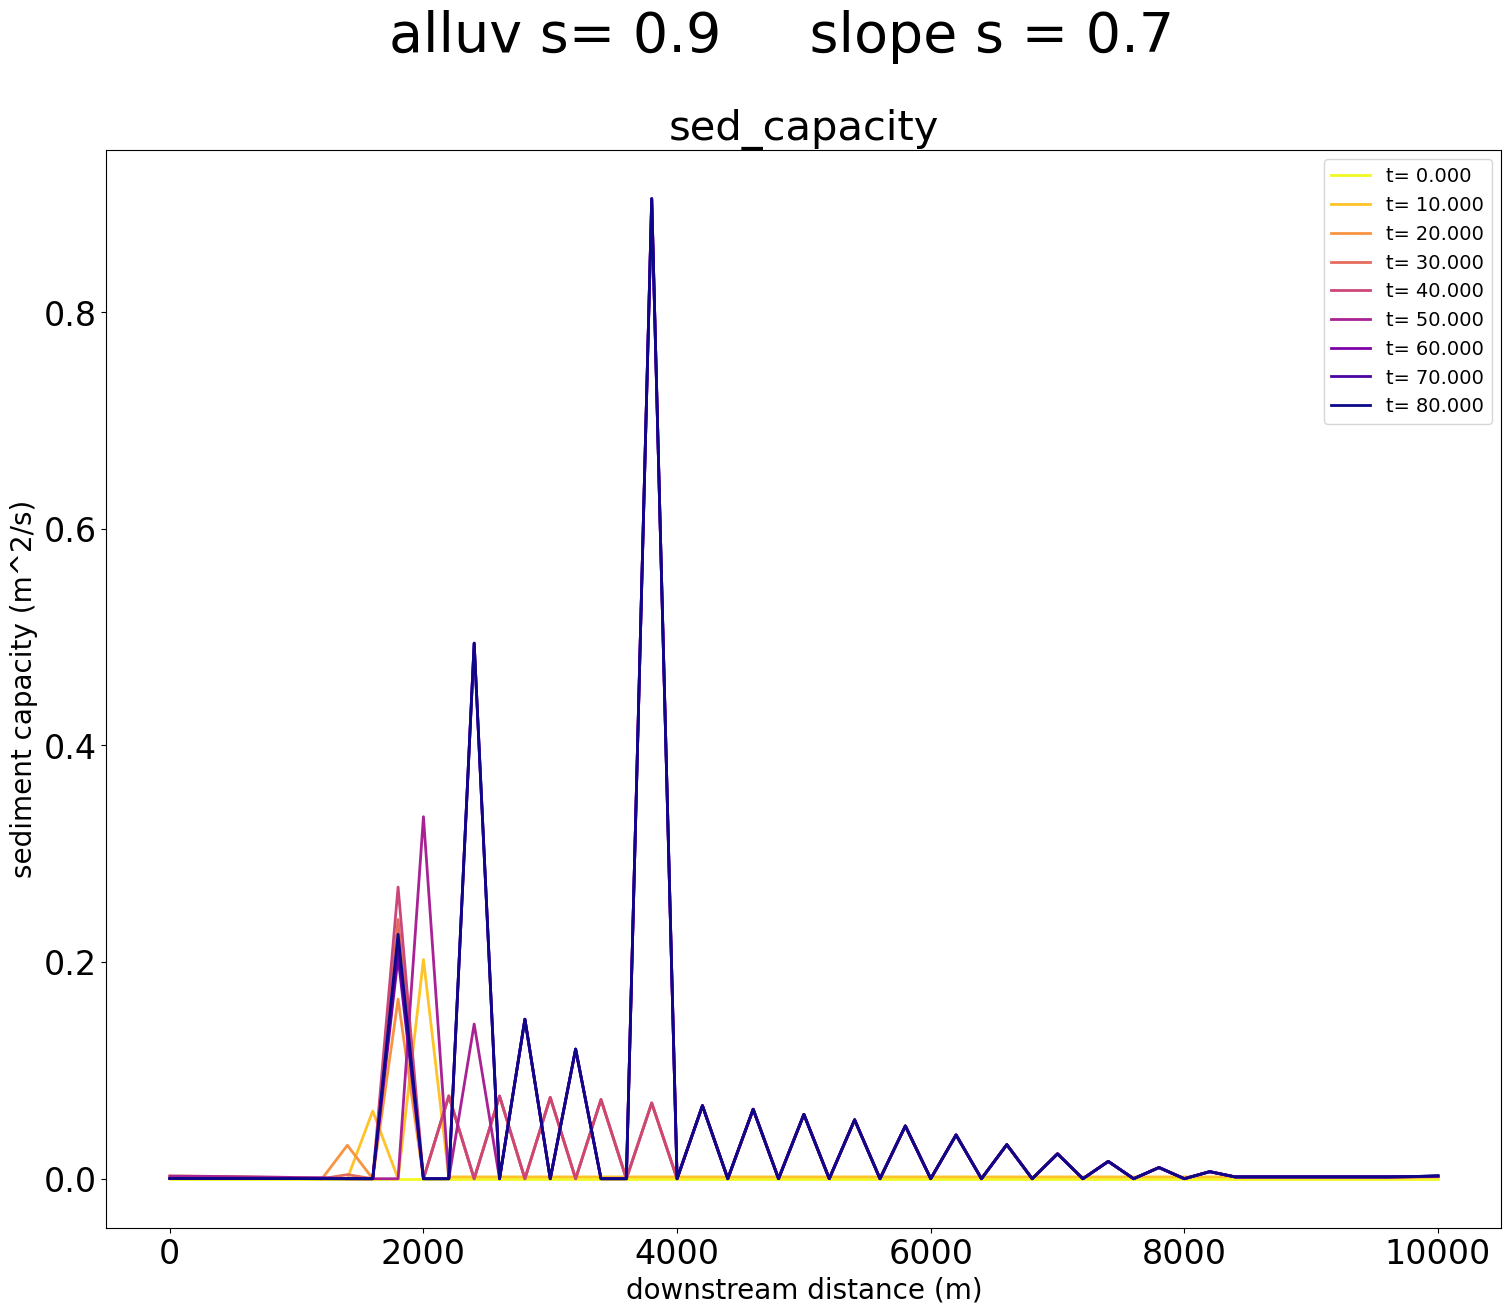 alluv s= 0.9     slope s = 0.7
sed_capacity
t= 0.000
t= 10.000
t= 20.000
t= 30.000
t= 40.000
t= 50.000
t= 60.000
t= 70.000
t= 80.000
sediment capacity (m^2/s)
0.8
0.6
0.4
0.2
0.0
0 2000 4000 6000 8000 10000
downstream distance (m)